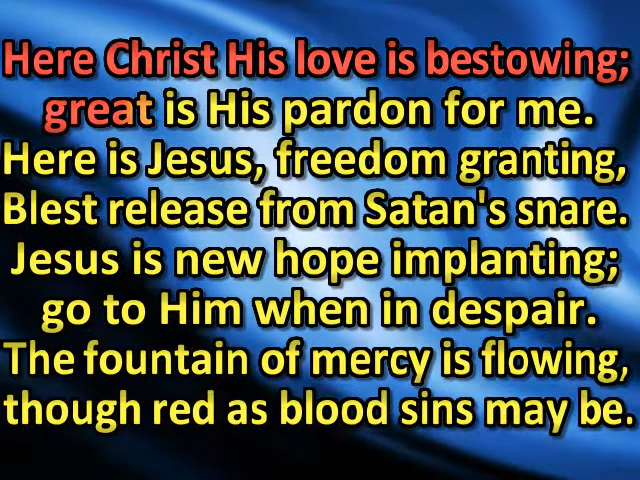 Here Christ His love is bestowing;
great is His pardon for me.
Here is Jesus, freedom granting,
Blest release from Satan's snare.
Jesus is new hope implanting;
go to Him when in despair.
The fountain of mercy is flowing,
though red as blood sins may be.